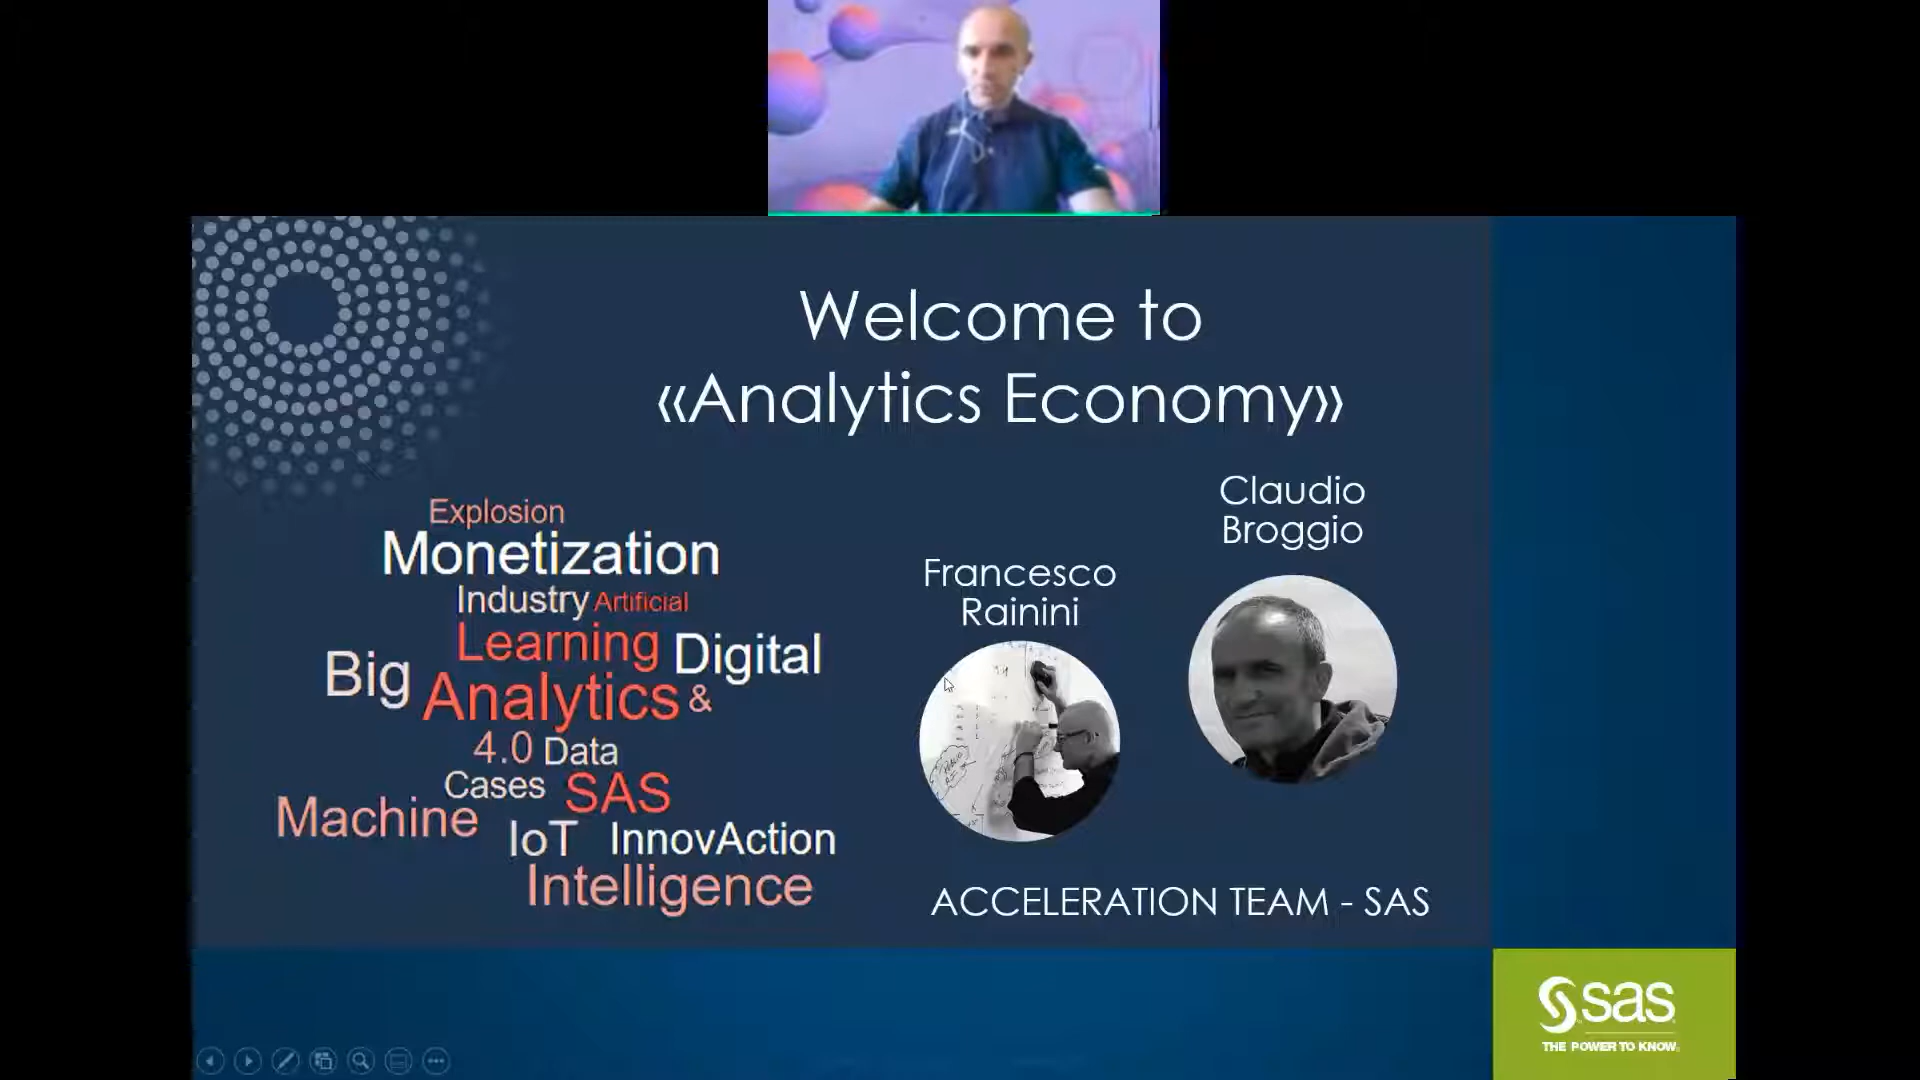 Welcome to
«Analytics Economy»
Explosion
Monetization
Industry Artificial
Learning Digital
Big Analytics &
4.0 Data
Cases SAS
Machine
IoT InnovAction
Intelligence
Claudio
Broggio
Francesco
Rainini
ACCELERATION TEAM - SAS
sas
THE POWER TO KNOW.